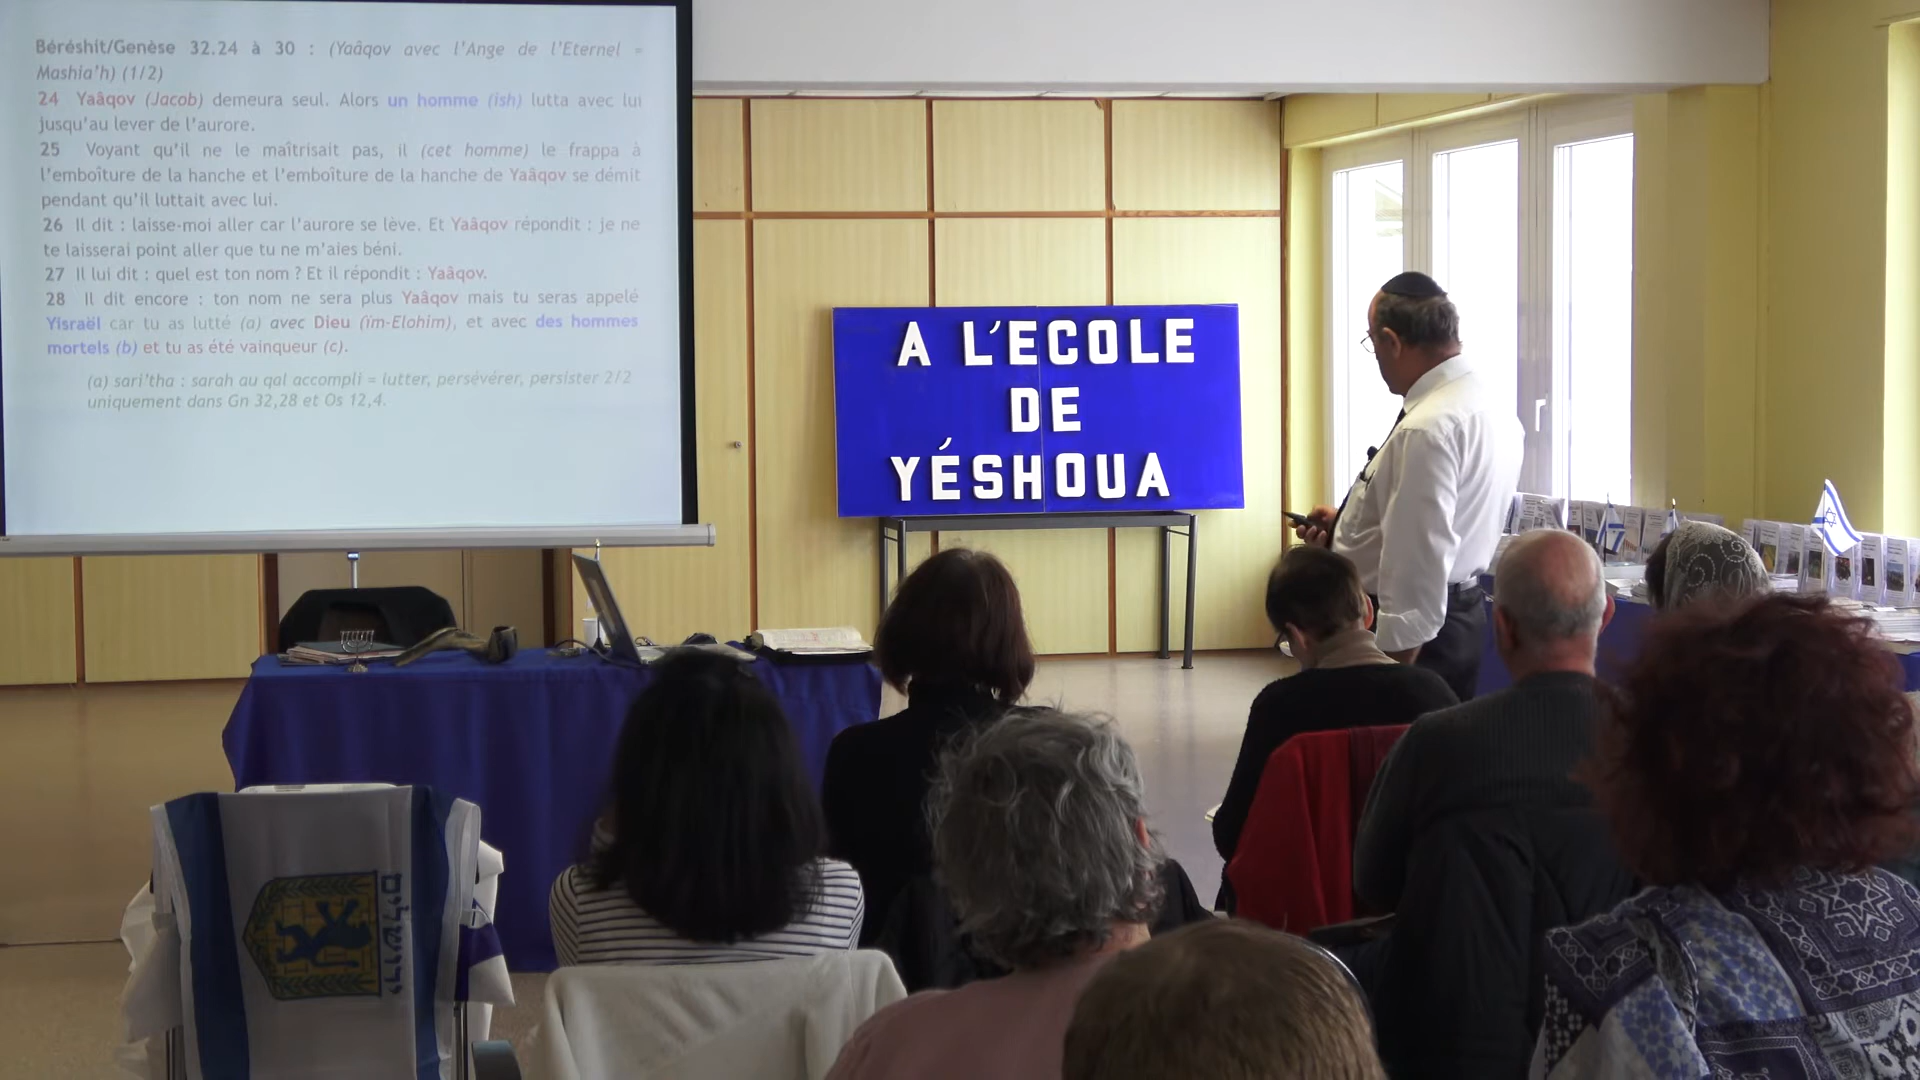 Béréshit/Genèse 32.24 à 30 : (Yaâqov avec l'Ange de l'Eternel =
Mashia'h) (1/2)
24 Yaâqov (Jacob) demeura seul. Alors un homme (ish) lutta avec lui
jusqu'au lever de l'aurore.
25 Voyant qu'il ne le maîtrisait pas, il (cet homme) le frappa à
l'emboîture de la hanche et l'emboîture de la hanche de Yaâqov se démit
pendant qu'il luttait avec lui.
26 Il dit : laisse-moi aller car l'aurore se lève. Et Yaâqov répondit : je ne
te laisserai point aller que tu ne m'aies béni.
27 Il lui dit : quel est ton nom ? Et il répondit : Yaâqov.
28 Il dit encore : ton nom ne sera plus Yaâqov mais tu seras appelé
Yisraël car tu as lutté (a) avec Dieu (ïm-Elohim), et avec des hommes
mortels (b) et tu as été vainqueur (c).
(a) sari'tha : sarah au qal accompli = lutter, persévérer, persister 2/2
uniquement dans Gn 32,28 et Os 12,4.
A L'ECOLE
DE
YÉSHOUA
ירושלים